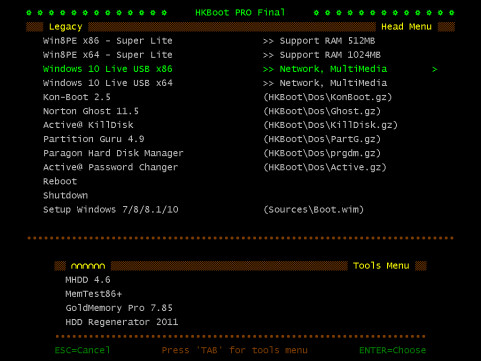 HKBoot PRO Final
Legacy Head Menu
Win8PE x86 - Super Lite >> Support RAM 512MB
Win8PE x64 - Super Lite >> Support RAM 1024MB
Windows 10 Live USB x86 >> Network, MultiMedia >
Windows 10 Live USB x64 >> Network, MultiMedia
Kon-Boot 2.5 (HKBoot\Dos\KonBoot.gz)
Norton Ghost 11.5 (HKBoot\Dos\Ghost.gz)
Active@ KillDisk (HKBoot\Dos\KillDisk.gz)
Partition Guru 4.9 (HKBoot\Dos\PartG.gz)
Paragon Hard Disk Manager (HKBoot\Dos\prgdm.gz)
Active@ Password Changer (HKBoot\Dos\Active.gz)
Reboot
Shutdown
Setup Windows 7/8/8.1/10 (Sources\Boot.wim)
Tools Menu
MHDD 4.6
MemTest86+
GoldMemory Pro 7.85
HDD Regenerator 2011
ESC=Cancel Press 'TAB' for tools menu ENTER=Choose